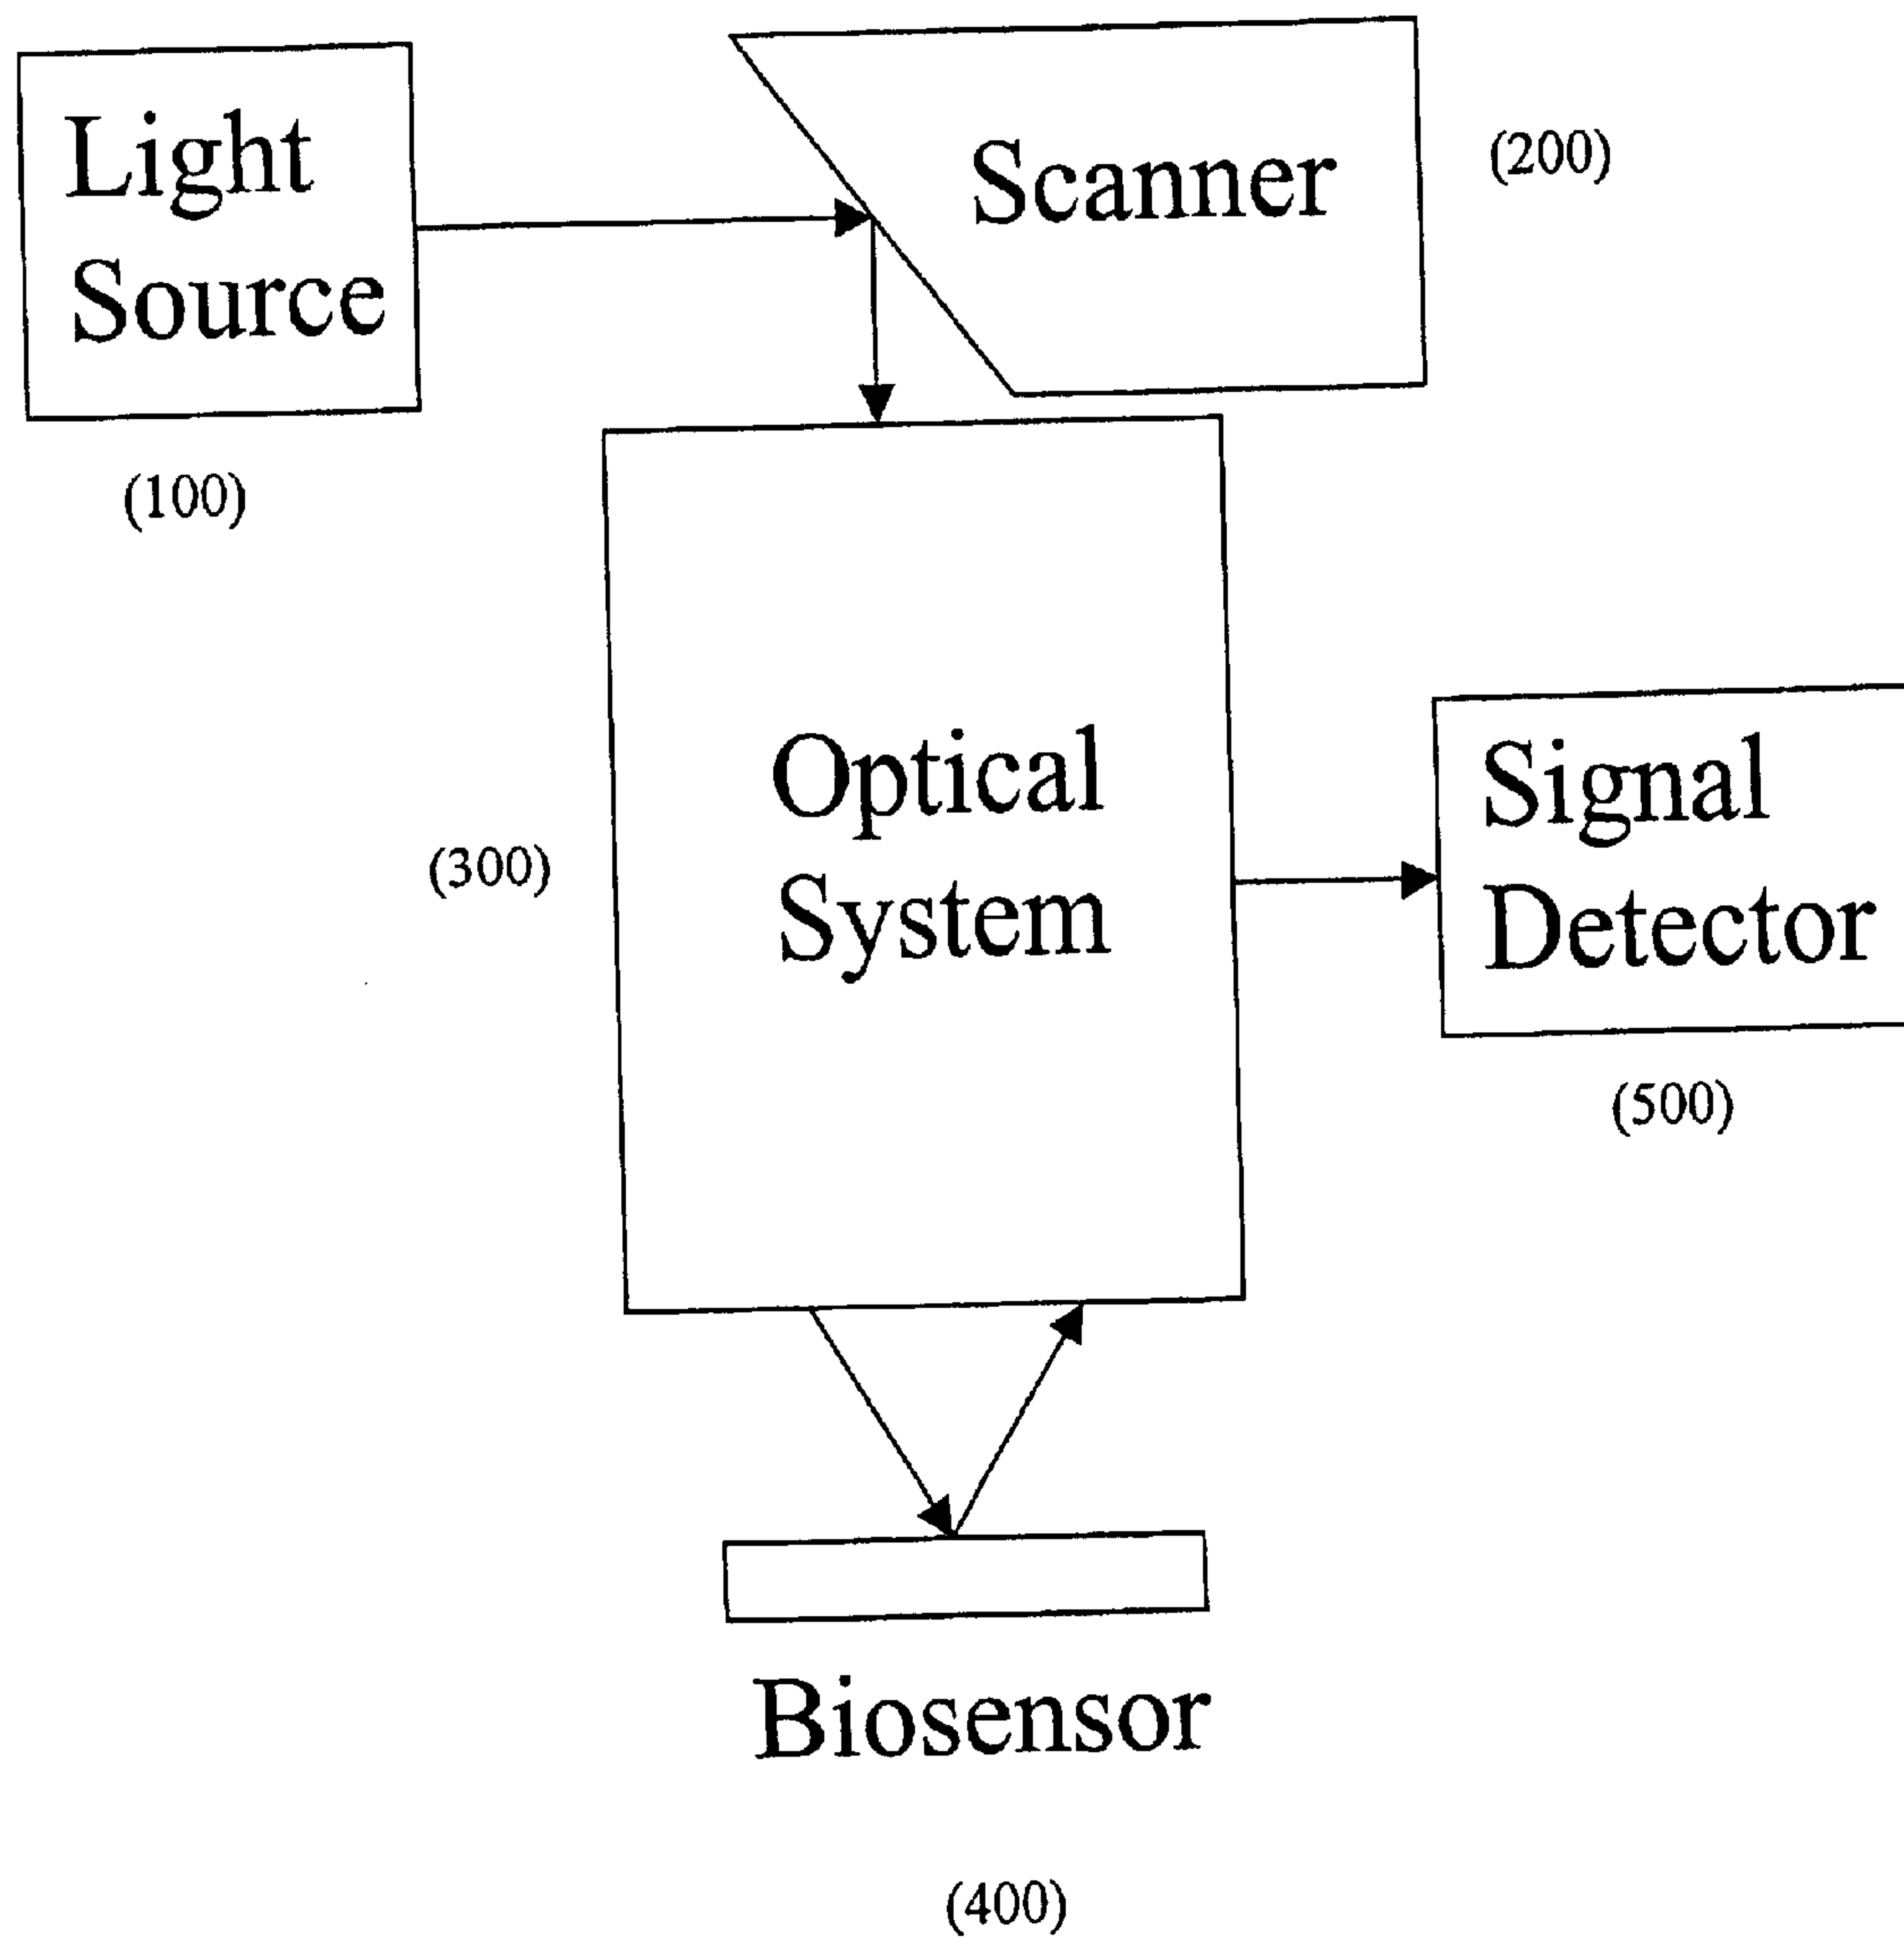 Light
Source
(100)
Scanner
(200)
Optical
System
(300)
Signal
Detector
(500)
Biosensor
(400)